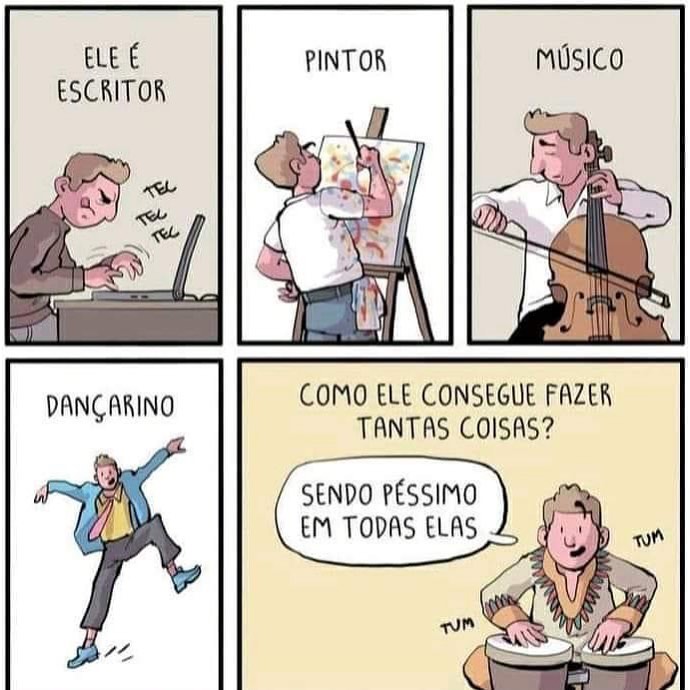 ELE É
ESCRITOR
TEC
TEC
TEC
PINTOR
MÚSICO
DANÇARINO
COMO ELE CONSEGUE FAZER
TANTAS COISAS?
SENDO PÉSSIMO
EM TODAS ELAS
TUM
TUM